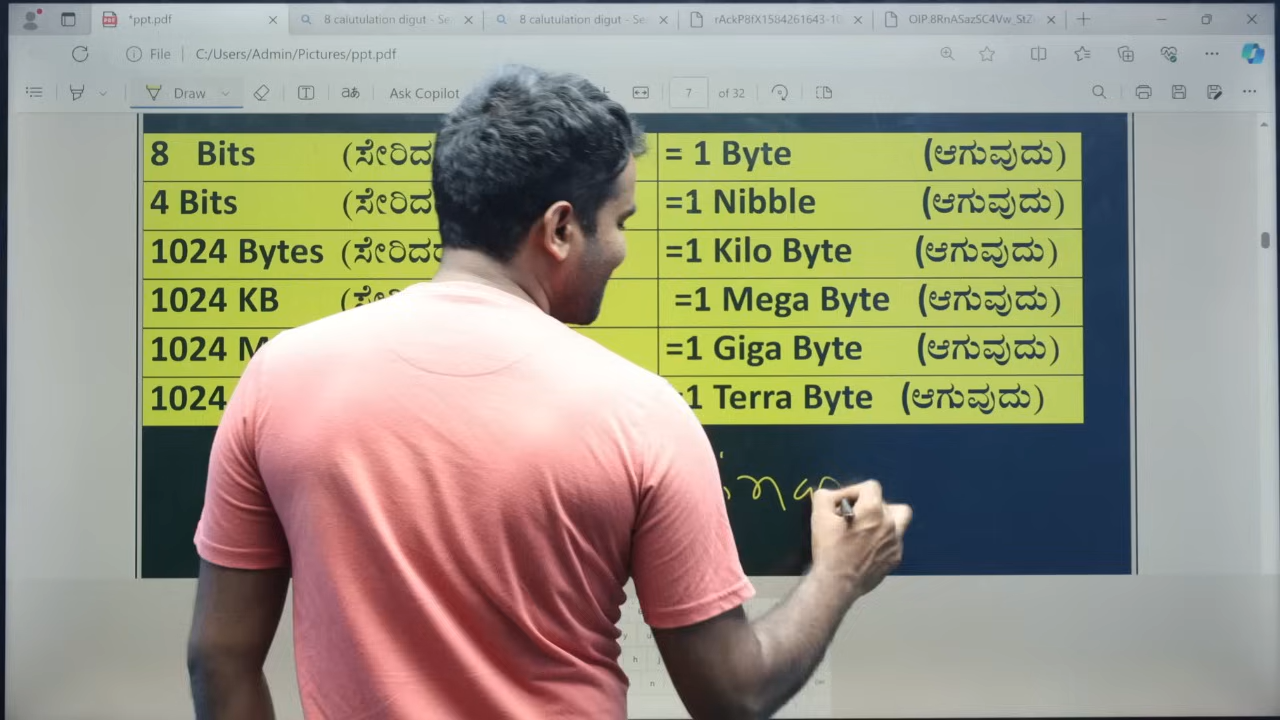 *ppt.pdf
8 calutulation digut - Se
8 calutulation digut - Se
rAckP8fX1584261643-10
OIP.8RnASazSC4Vw_StZ
File C:/Users/Admin/Pictures/ppt.pdf
Draw
Ask Copilot
7 of 32
8 Bits = 1 Byte (ಆಗುವುದು)
4 Bits =1 Nibble (ಆಗುವುದು)
1024 Bytes =1 Kilo Byte (ಆಗುವುದು)
1024 KB =1 Mega Byte (ಆಗುವುದು)
1024 =1 Giga Byte (ಆಗುವುದು)
1024 1 Terra Byte (ಆಗುವುದು)